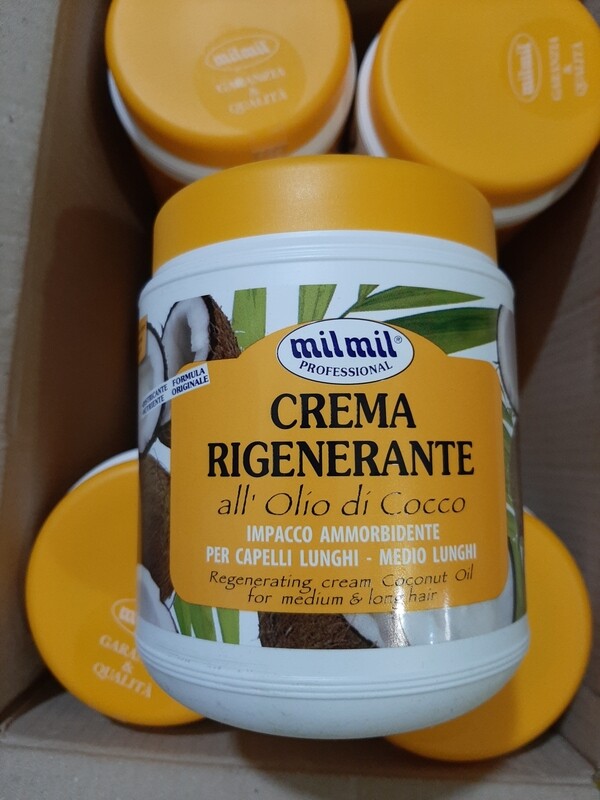 milmil
GARANZIA
&
QUALITÀ
milmil
GARANZIA
&
QUALITÀ
milmil®
PROFESSIONAL
FORMULA
ORIGINALE
CREMA
RIGENERANTE
all' Olio di Cocco
IMPACCO AMMORBIDENTE
PER CAPELLI LUNGHI - MEDIO LUNGHI
Regenerating cream Coconut Oil
for medium & long hair
&
QUALITÀ